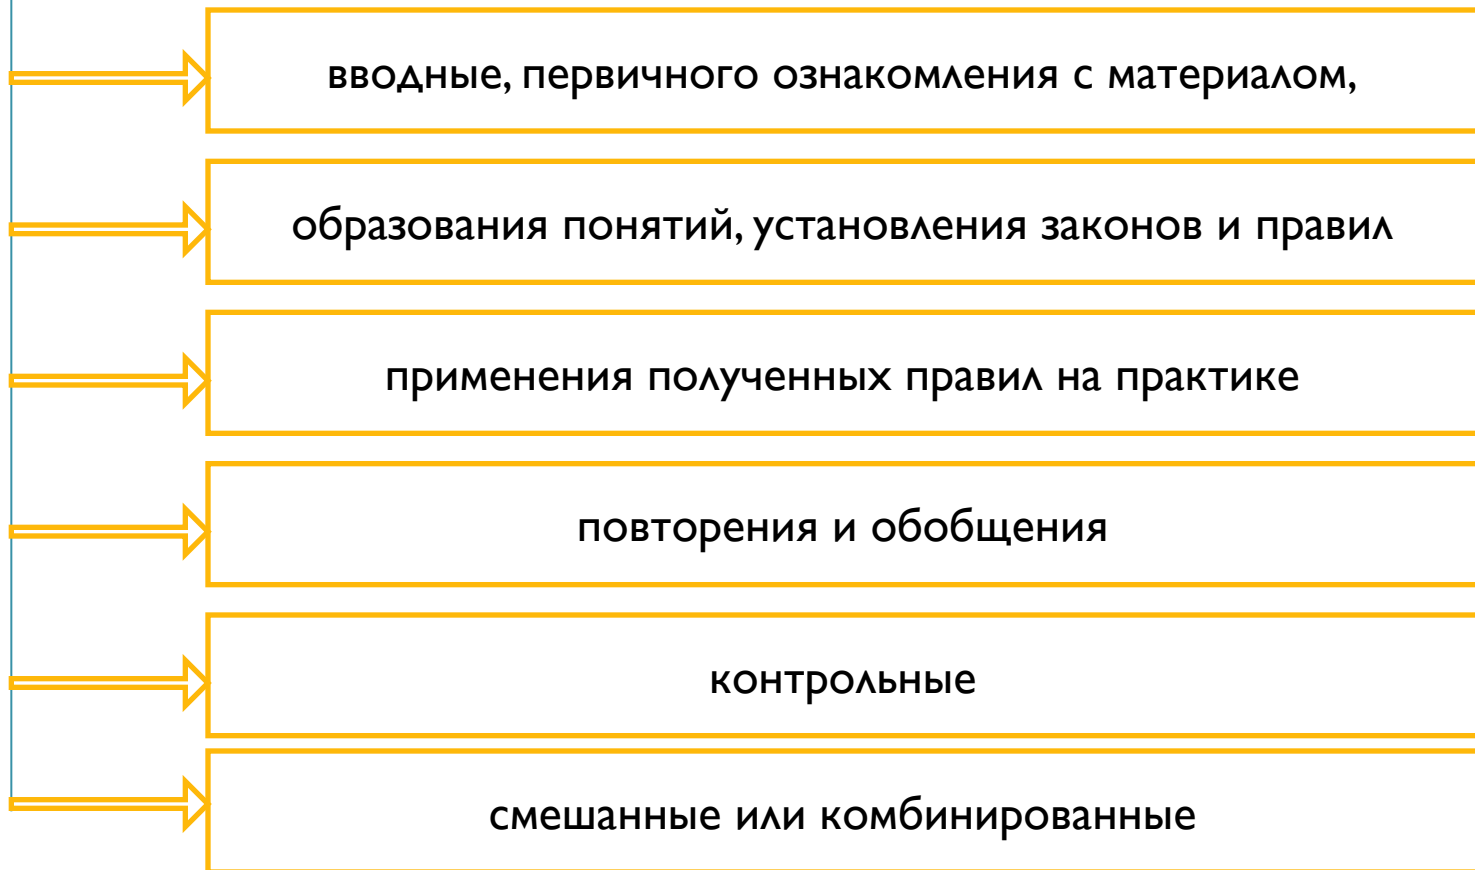 вводные, первичного ознакомления с материалом,
образования понятий, установления законов и правил
применения полученных правил на практике
повторения и обобщения
контрольные
смешанные или комбинированные